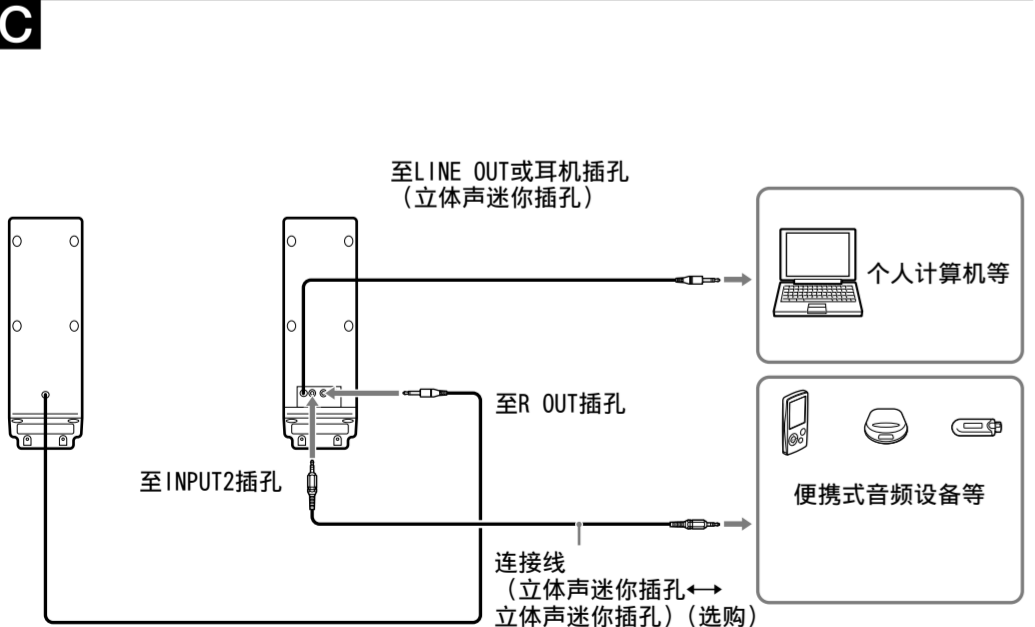 C
至LINE OUT或耳机插孔
（立体声迷你插孔）
个人计算机等
至R OUT插孔
至INPUT2插孔
便携式音频设备等
连接线
（立体声迷你插孔↔
立体声迷你插孔）（选购）